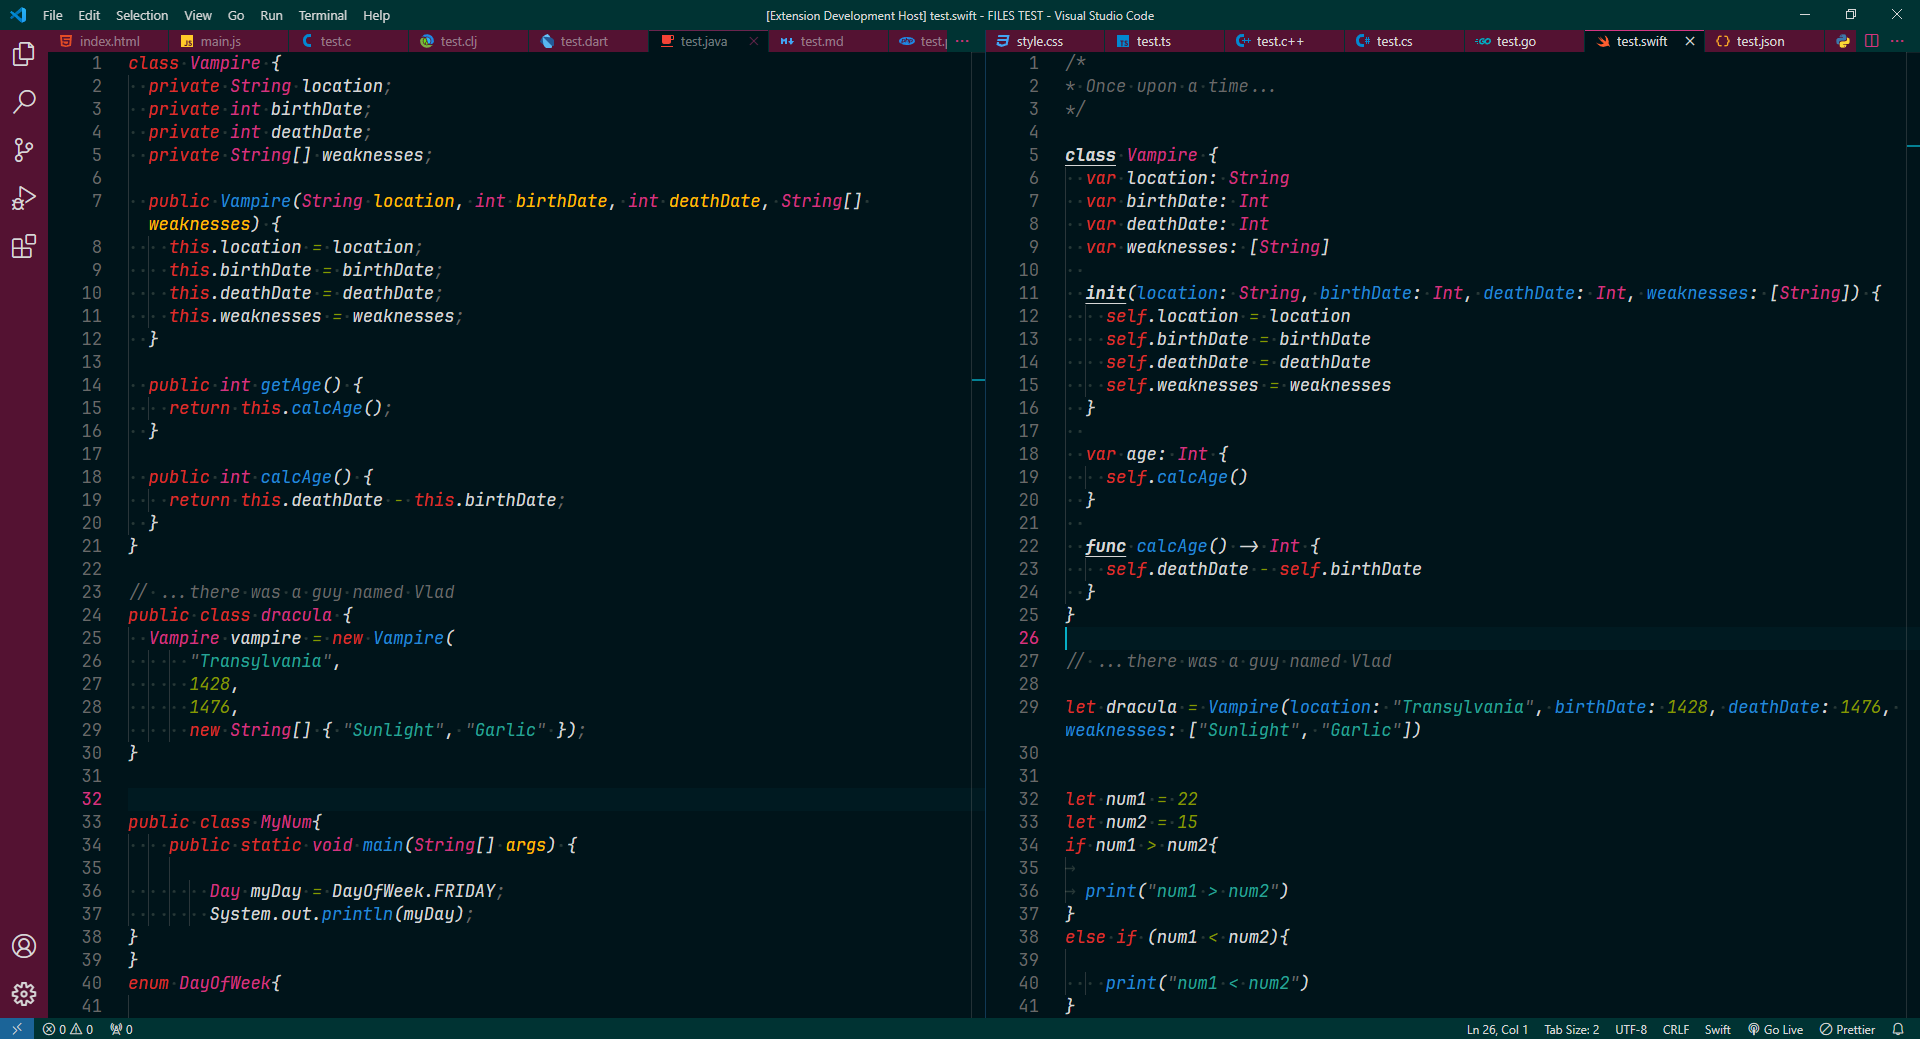 File Edit Selection View Go Run Terminal Help
[Extension Development Host] test.swift - FILES TEST - Visual Studio Code
index.html
main.js
test.c
test.clj
test.dart
test.java
test.md
test.p
1 class Vampire {
2 private String location;
3 private int birthDate;
4 private int deathDate;
5 private String[] weaknesses;
6
7 public Vampire(String location, int birthDate, int deathDate, String[]
weaknesses) {
8 this.location = location;
9 this.birthDate = birthDate;
10 this.deathDate = deathDate;
11 this.weaknesses = weaknesses;
12 }
13
14 public int getAge() {
15 return this.calcAge();
16 }
17
18 public int calcAge() {
19 return this.deathDate - this.birthDate;
20 }
21 }
22
23 // ...there was a guy named Vlad
24 public class dracula {
25 Vampire vampire = new Vampire(
26 "Transylvania",
27 1428,
28 1476,
29 new String[] { "Sunlight", "Garlic" });
30 }
31
32
33 public class MyNum{
34 public static void main(String[] args) {
35
36 Day myDay = DayOfWeek.FRIDAY;
37 System.out.println(myDay);
38 }
39 }
40 enum DayOfWeek{
41
style.css
test.ts
test.c++
test.cs
test.go
test.swift
test.json
1 /*
2 * Once upon a time...
3 */
4
5 class Vampire {
6 var location: String
7 var birthDate: Int
8 var deathDate: Int
9 var weaknesses: [String]
10
11 init(location: String, birthDate: Int, deathDate: Int, weaknesses: [String]) {
12 self.location = location
13 self.birthDate = birthDate
14 self.deathDate = deathDate
15 self.weaknesses = weaknesses
16 }
17
18 var age: Int {
19 self.calcAge()
20 }
21
22 func calcAge() -> Int {
23 self.deathDate - self.birthDate
24 }
25 }
26
27 // ...there was a guy named Vlad
28
29 let dracula = Vampire(location: "Transylvania", birthDate: 1428, deathDate: 1476,
weaknesses: ["Sunlight", "Garlic"])
30
31
32 let num1 = 22
33 let num2 = 15
34 if num1 > num2{
35
36 print("num1 > num2")
37 }
38 else if (num1 < num2){
39
40 print("num1 < num2")
41 }
0 0 0
Ln 26, Col 1 Tab Size: 2 UTF-8 CRLF Swift Go Live Prettier